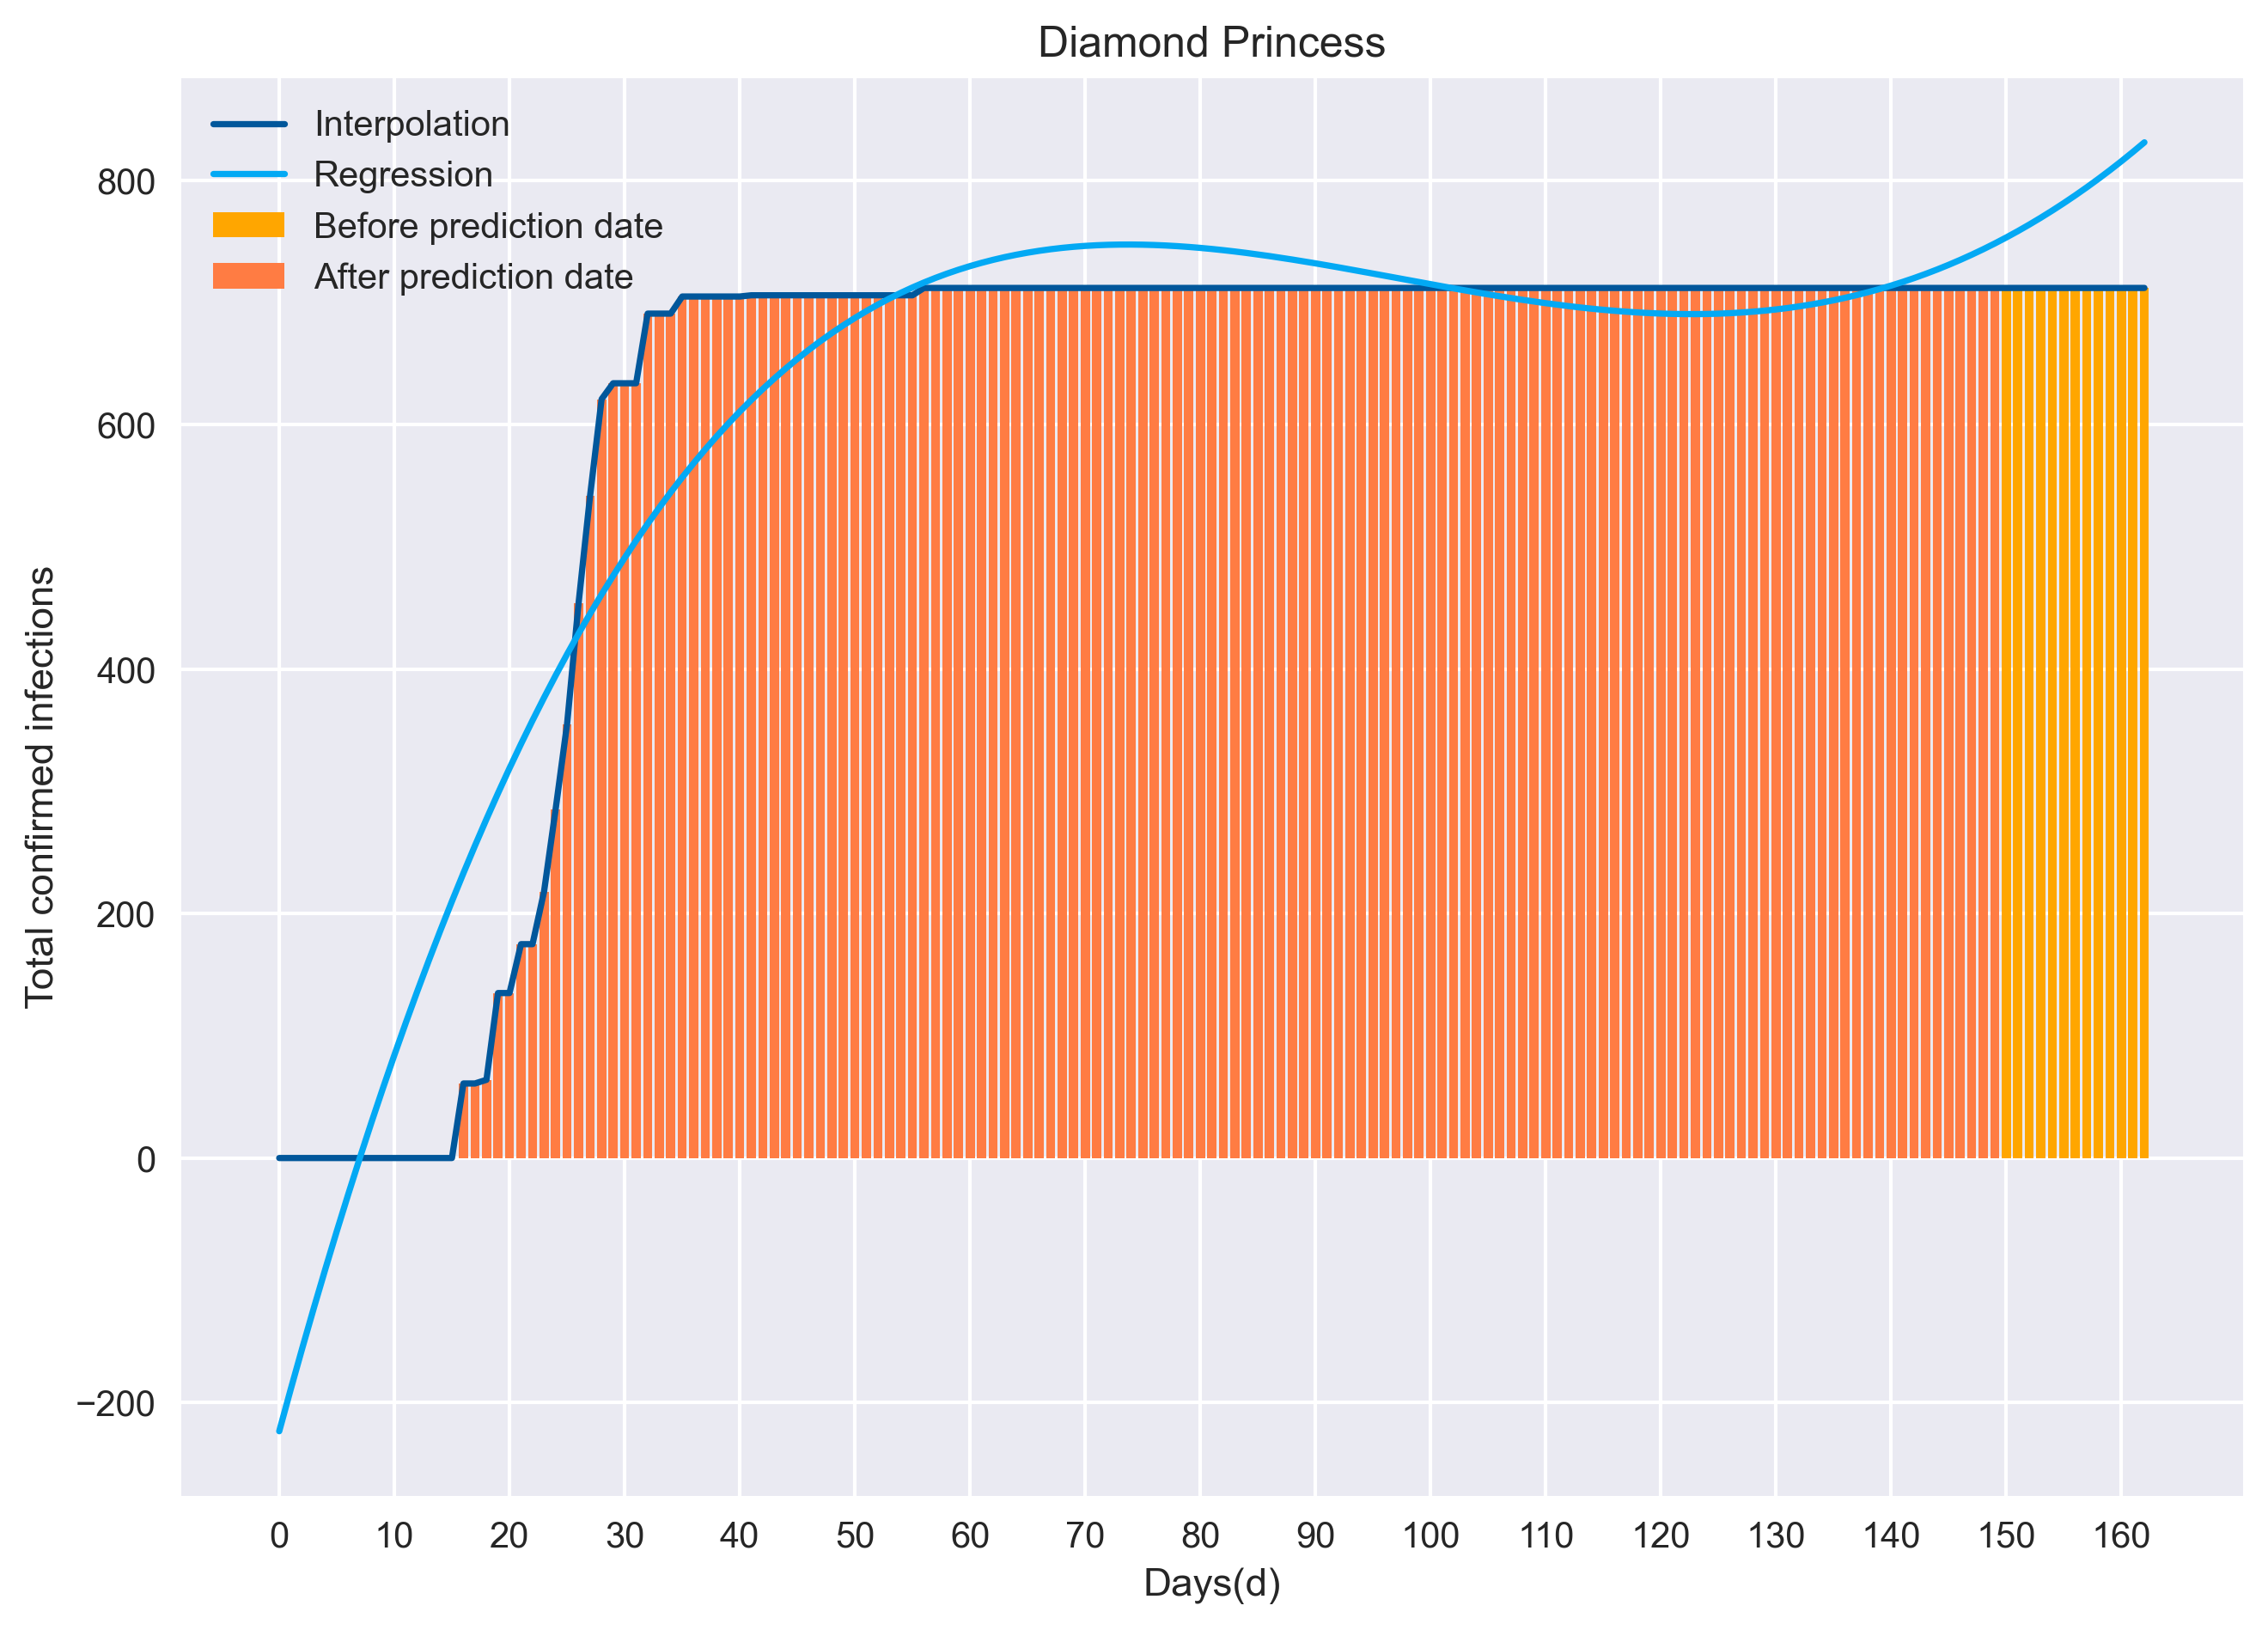 Diamond Princess
Interpolation
Regression
Before prediction date
After prediction date
Total confirmed infections
800
600
400
200
0
−200
0 10 20 30 40 50 60 70 80 90 100 110 120 130 140 150 160
Days(d)